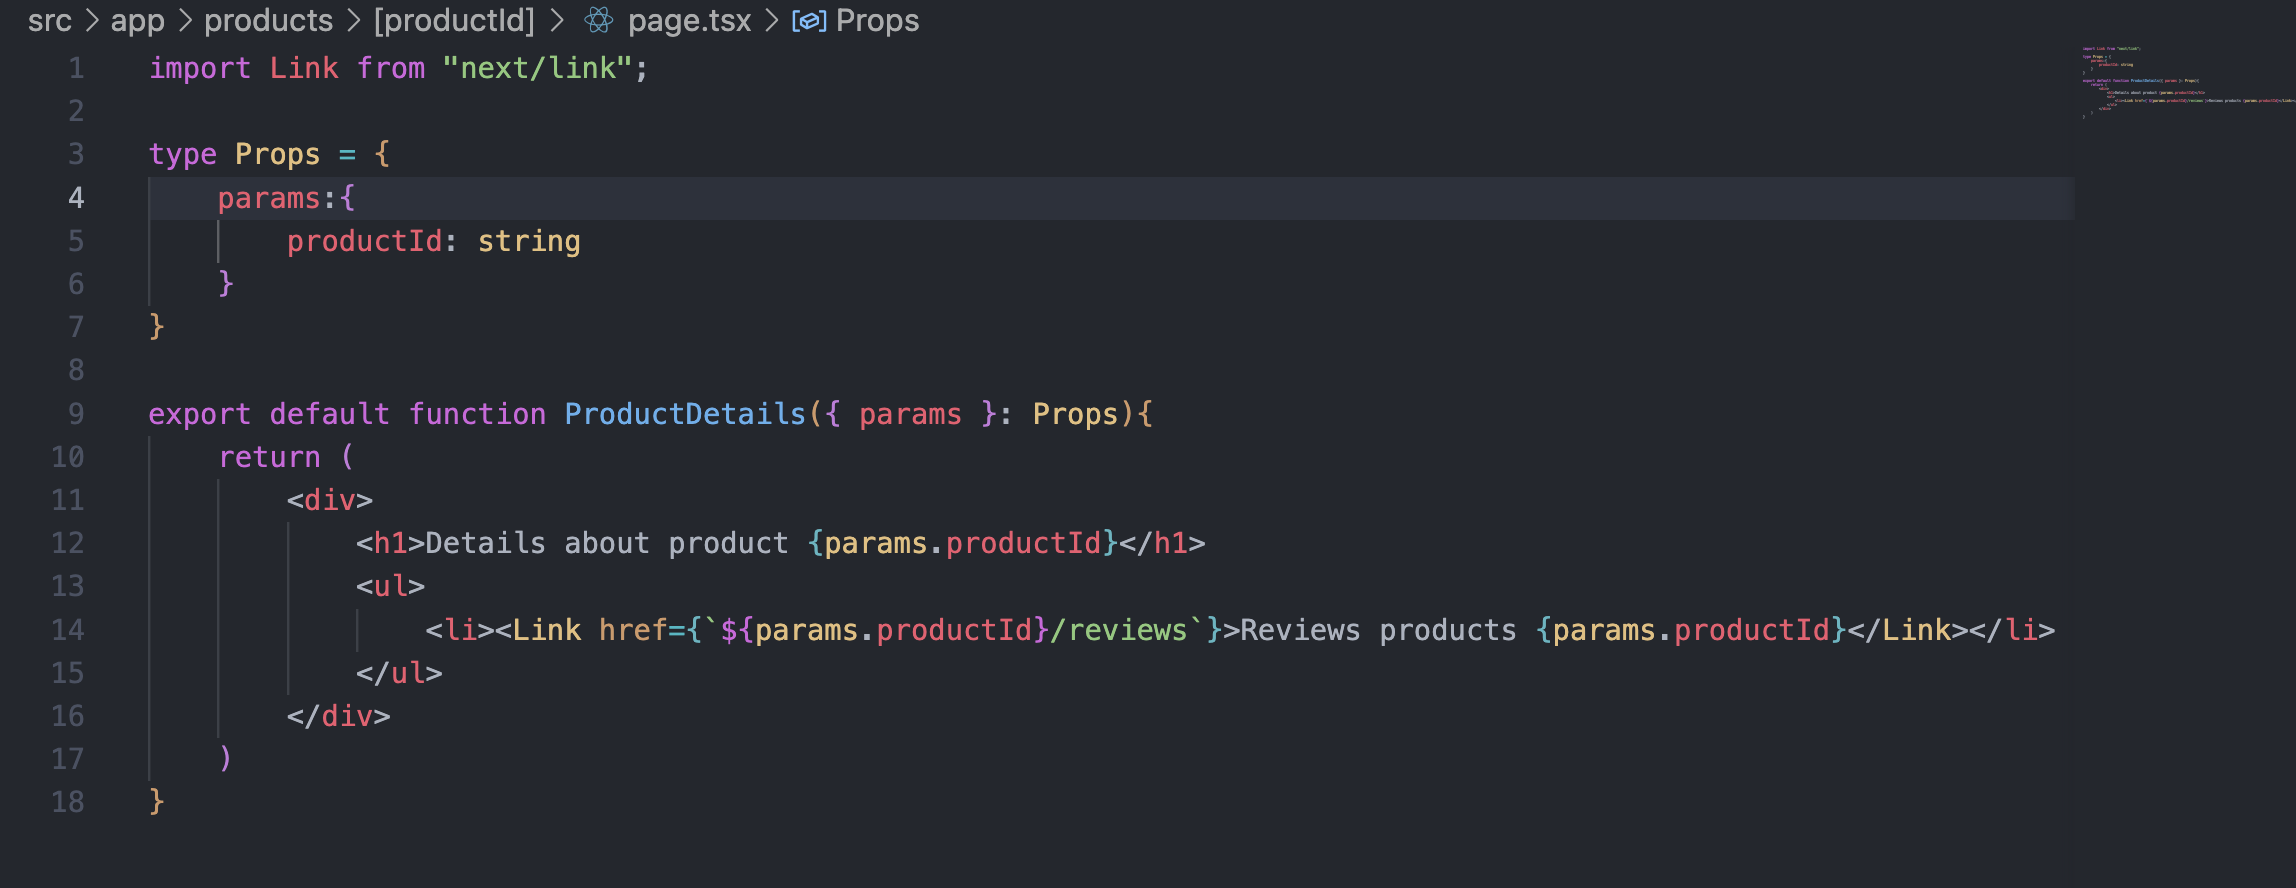 src > app > products > [productId] > page.tsx > Props
1 import Link from "next/link";
2
3 type Props = {
4     params:{
5         productId: string
6     }
7 }
8
9 export default function ProductDetails({ params }: Props){
10     return (
11         <div>
12             <h1>Details about product {params.productId}</h1>
13             <ul>
14                 <li><Link href={`${params.productId}/reviews`}>Reviews products {params.productId}</Link></li>
15             </ul>
16         </div>
17     )
18 }